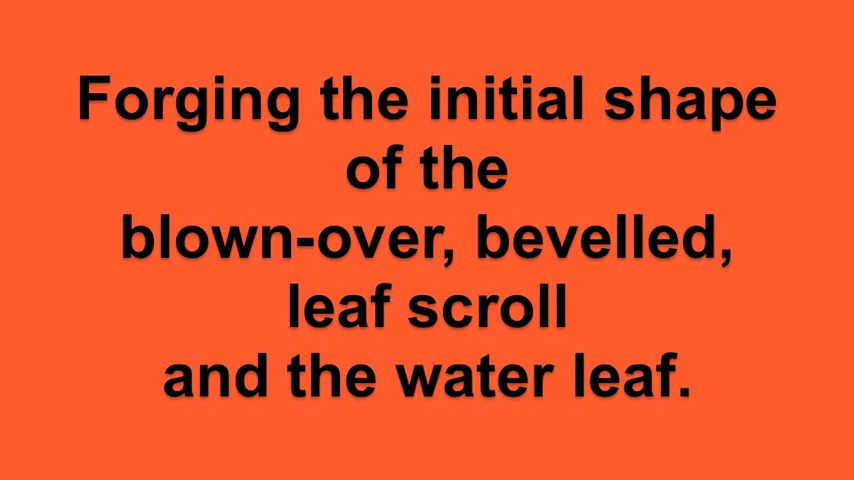 Forging the initial shape
of the
blown-over, bevelled,
leaf scroll
and the water leaf.